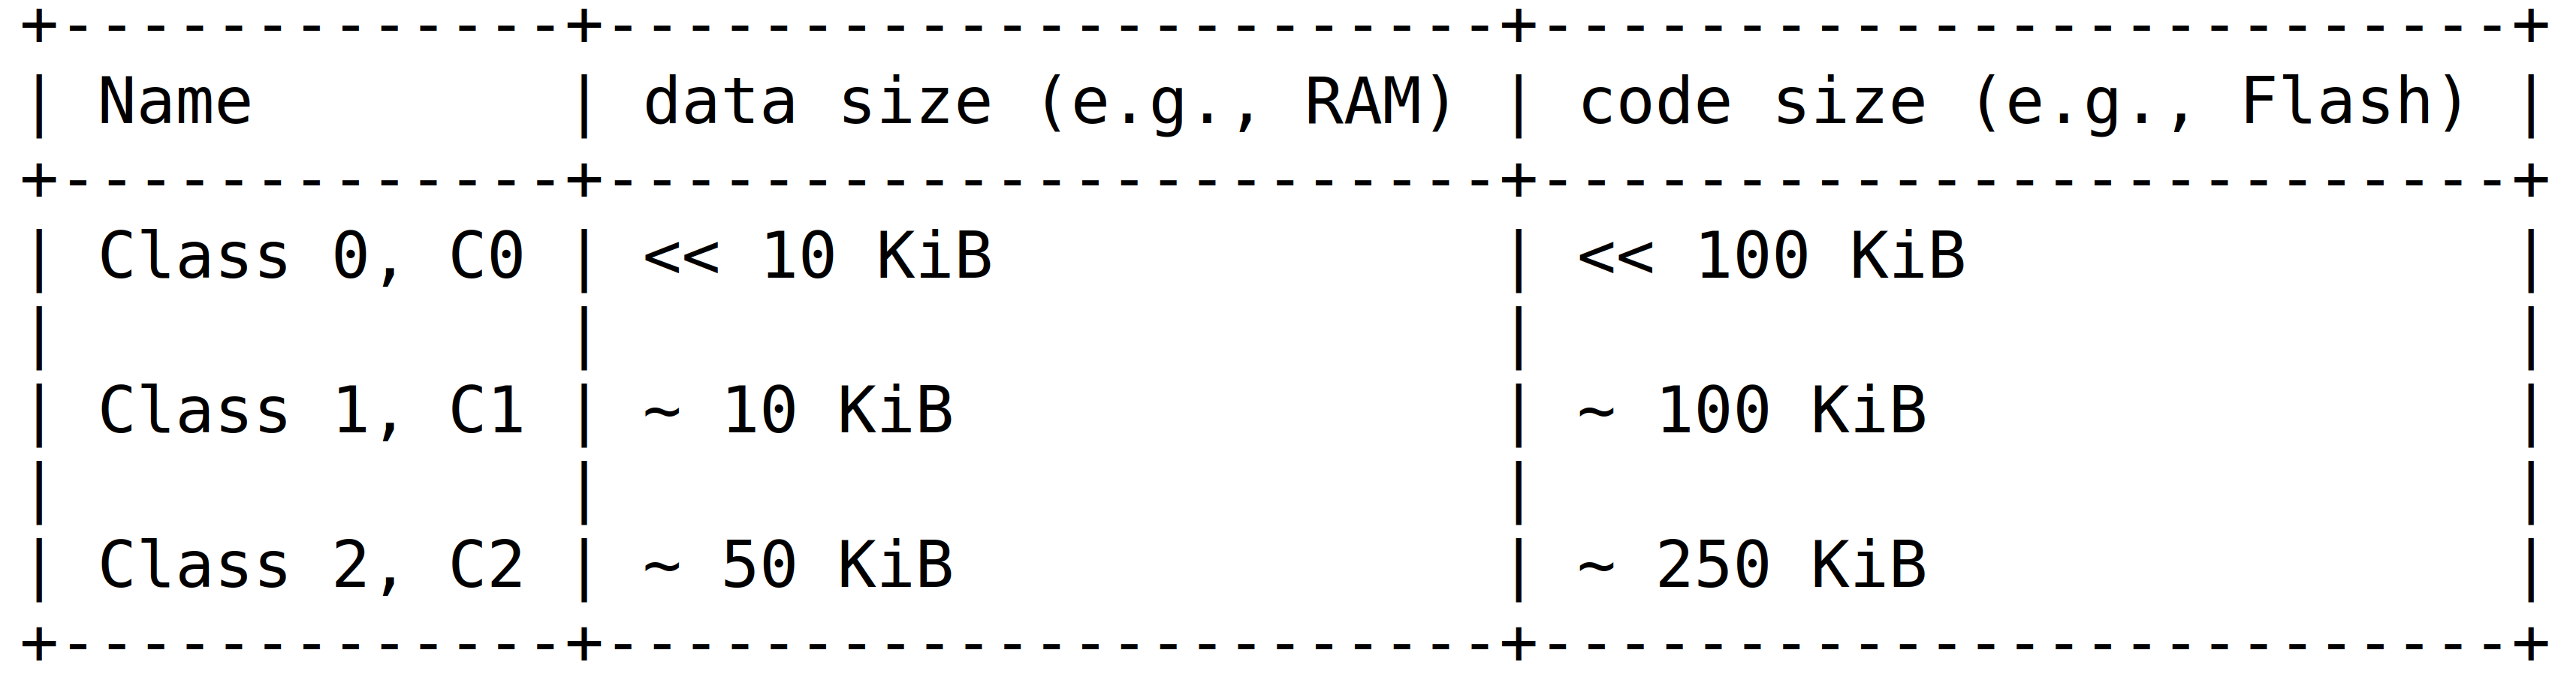 +--------------+-----------------------+-------------------------+
| Name         | data size (e.g., RAM) | code size (e.g., Flash) |
+--------------+-----------------------+-------------------------+
| Class 0, C0  | << 10 KiB             | << 100 KiB              |
|              |                       |                         |
| Class 1, C1  | ~ 10 KiB              | ~ 100 KiB               |
|              |                       |                         |
| Class 2, C2  | ~ 50 KiB              | ~ 250 KiB               |
+--------------+-----------------------+-------------------------+